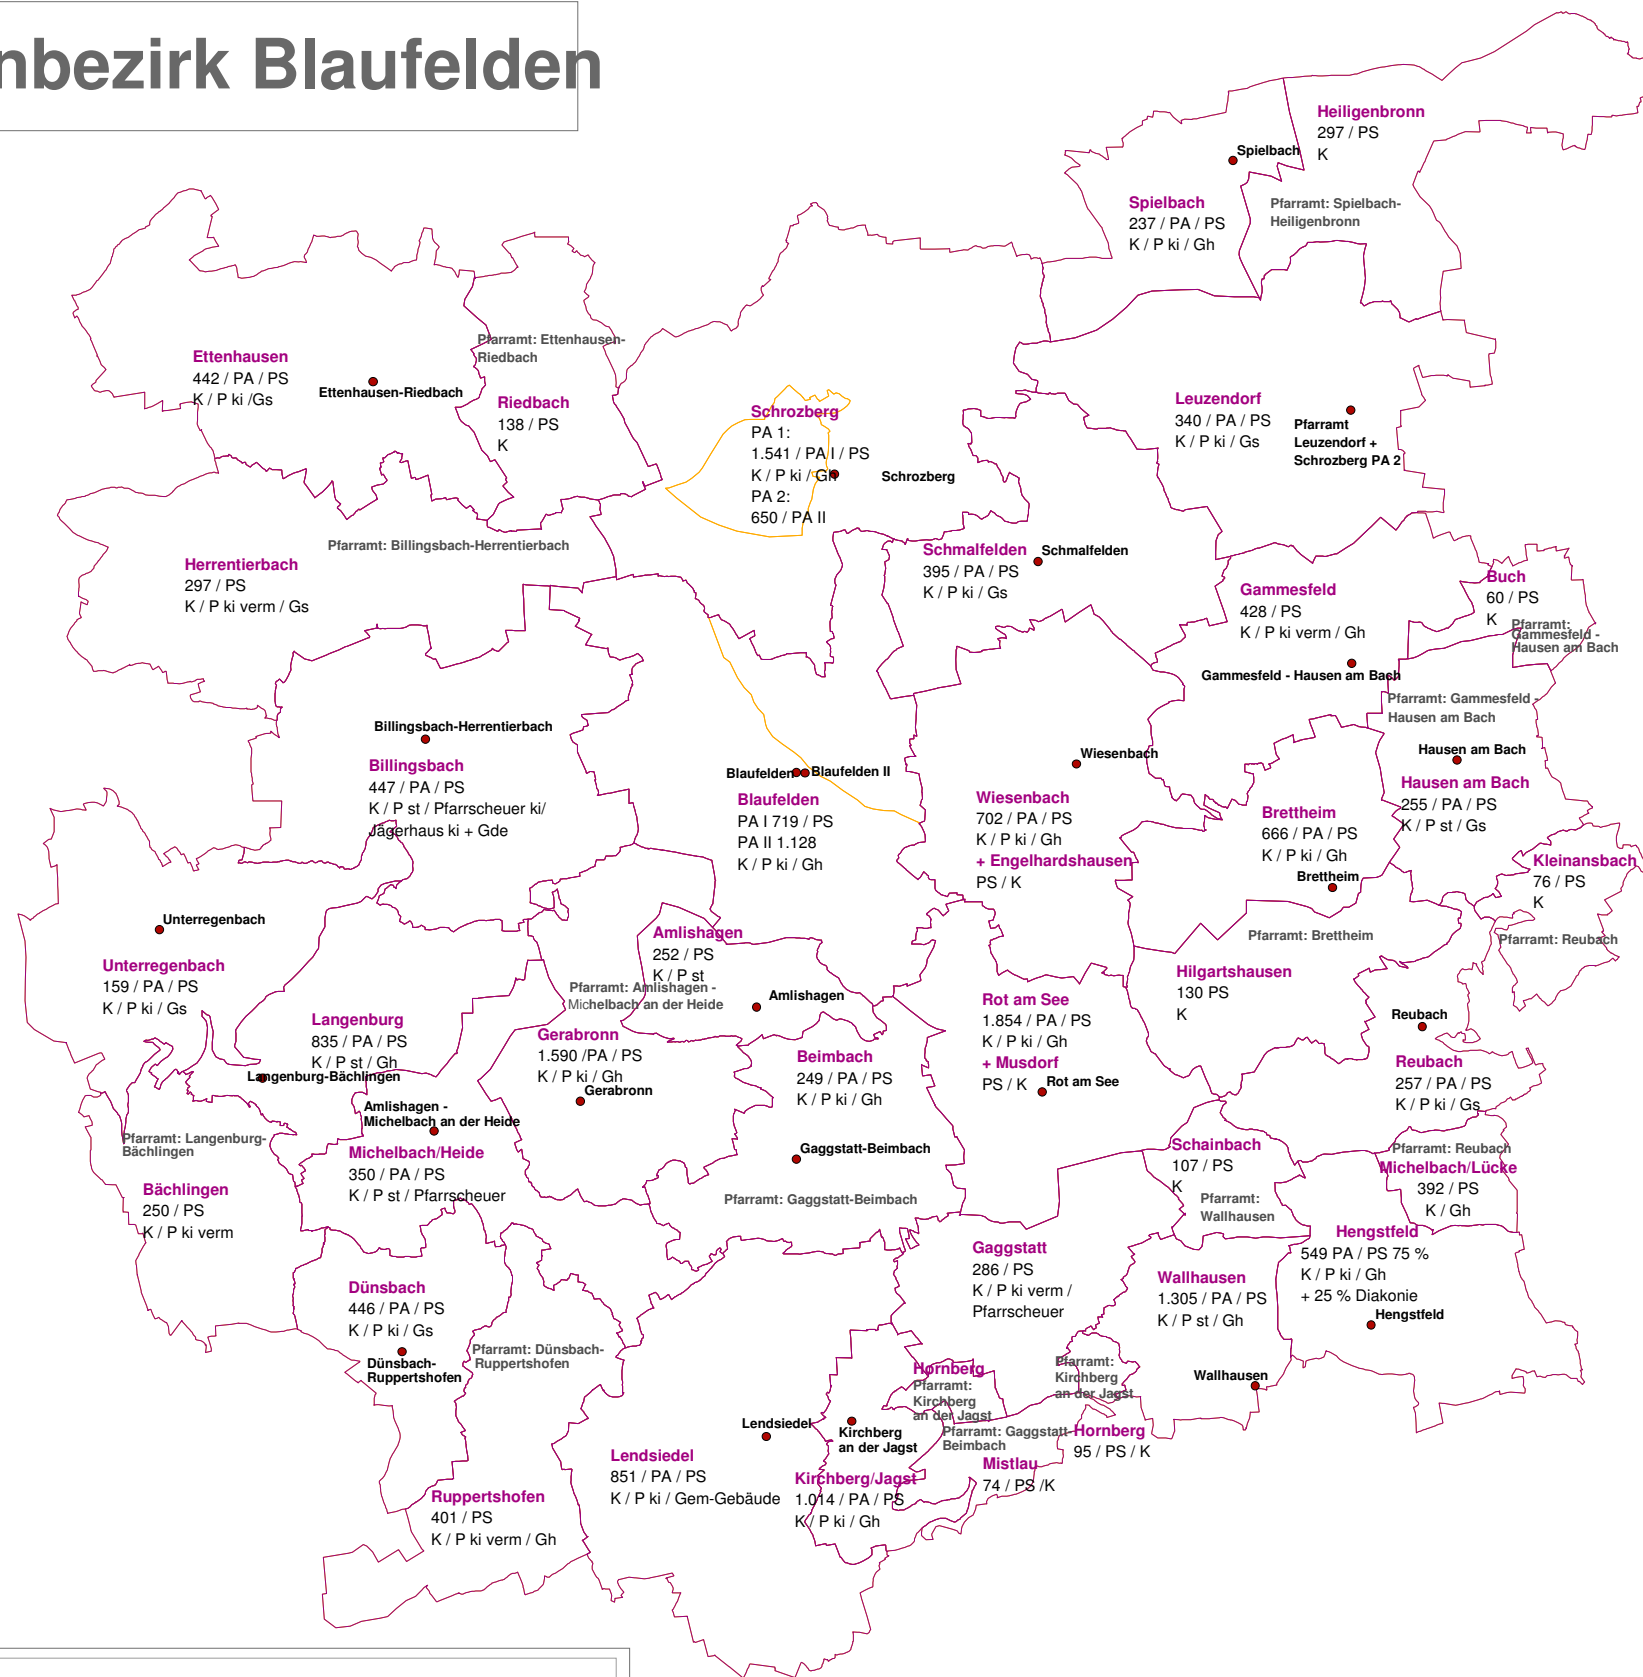 nbezirk Blaufelden
Heiligenbronn
297 / PS
K
Spielbach
Spielbach
237 / PA / PS
K / P ki / Gh
Pfarramt: Spielbach-
Heiligenbronn
Ettenhausen
442 / PA / PS
K / P ki /Gs
Ettenhausen-Riedbach
Pfarramt: Ettenhausen-
Riedbach
Riedbach
138 / PS
K
Schrozberg
PA 1:
1.541 / PA I / PS
K / P ki / Gh
PA 2:
650 / PA II
Schrozberg
Leuzendorf
340 / PA / PS
K / P ki / Gs
Pfarramt
Leuzendorf +
Schrozberg PA 2
Herrentierbach
297 / PS
K / P ki verm / Gs
Pfarramt: Billingsbach-Herrentierbach
Schmalfelden
395 / PA / PS
K / P ki / Gs
Schmalfelden
Gammesfeld
428 / PS
K / P ki verm / Gh
Gammesfeld - Hausen am Bach
Buch
60 / PS
K
Pfarramt:
Gammesfeld -
Hausen am Bach
Pfarramt: Gammesfeld -
Hausen am Bach
Hausen am Bach
Hausen am Bach
255 / PA / PS
K / P st / Gs
Billingsbach-Herrentierbach
Billingsbach
447 / PA / PS
K / P st / Pfarrscheuer ki/
Jägerhaus ki + Gde
Blaufelden
Blaufelden II
Blaufelden
PA I 719 / PS
PA II 1.128
K / P ki / Gh
Wiesenbach
Wiesenbach
702 / PA / PS
K / P ki / Gh
+ Engelhardshausen
PS / K
Brettheim
666 / PA / PS
K / P ki / Gh
Brettheim
Kleinansbach
76 / PS
K
Pfarramt: Reubach
Pfarramt: Brettheim
Hilgartshausen
130 PS
K
Unterregenbach
Unterregenbach
159 / PA / PS
K / P ki / Gs
Amlishagen
252 / PS
K / P st
Pfarramt: Amlishagen -
Michelbach an der Heide
Amlishagen
Langenburg
835 / PA / PS
K / P st / Gh
Langenburg-Bächlingen
Gerabronn
1.590 /PA / PS
K / P ki / Gh
Gerabronn
Beimbach
249 / PA / PS
K / P ki / Gh
Rot am See
1.854 / PA / PS
K / P ki / Gh
+ Musdorf
PS / K
Rot am See
Reubach
Reubach
257 / PA / PS
K / P ki / Gs
Amlishagen -
Michelbach an der Heide
Michelbach/Heide
350 / PA / PS
K / P st / Pfarrscheuer
Pfarramt: Langenburg-
Bächlingen
Bächlingen
250 / PS
K / P ki verm
Gaggstatt-Beimbach
Pfarramt: Gaggstatt-Beimbach
Schainbach
107 / PS
K
Pfarramt:
Wallhausen
Pfarramt: Reubach
Michelbach/Lücke
392 / PS
K / Gh
Hengstfeld
549 PA / PS 75 %
K / P ki / Gh
+ 25 % Diakonie
Hengstfeld
Gaggstatt
286 / PS
K / P ki verm /
Pfarrscheuer
Wallhausen
1.305 / PA / PS
K / P st / Gh
Wallhausen
Dünsbach
446 / PA / PS
K / P ki / Gs
Dünsbach-
Ruppertshofen
Pfarramt: Dünsbach-
Ruppertshofen
Hornberg
Pfarramt:
Kirchberg
an der Jagst
Pfarramt:
Kirchberg
an der Jagst
Lendsiedel
Kirchberg
an der Jagst
Pfarramt: Gaggstatt-
Beimbach
Hornberg
95 / PS / K
Mistlau
74 / PS /K
Lendsiedel
851 / PA / PS
K / P ki / Gem-Gebäude
Kirchberg/Jagst
1.014 / PA / PS
K / P ki / Gh
Ruppertshofen
401 / PS
K / P ki verm / Gh